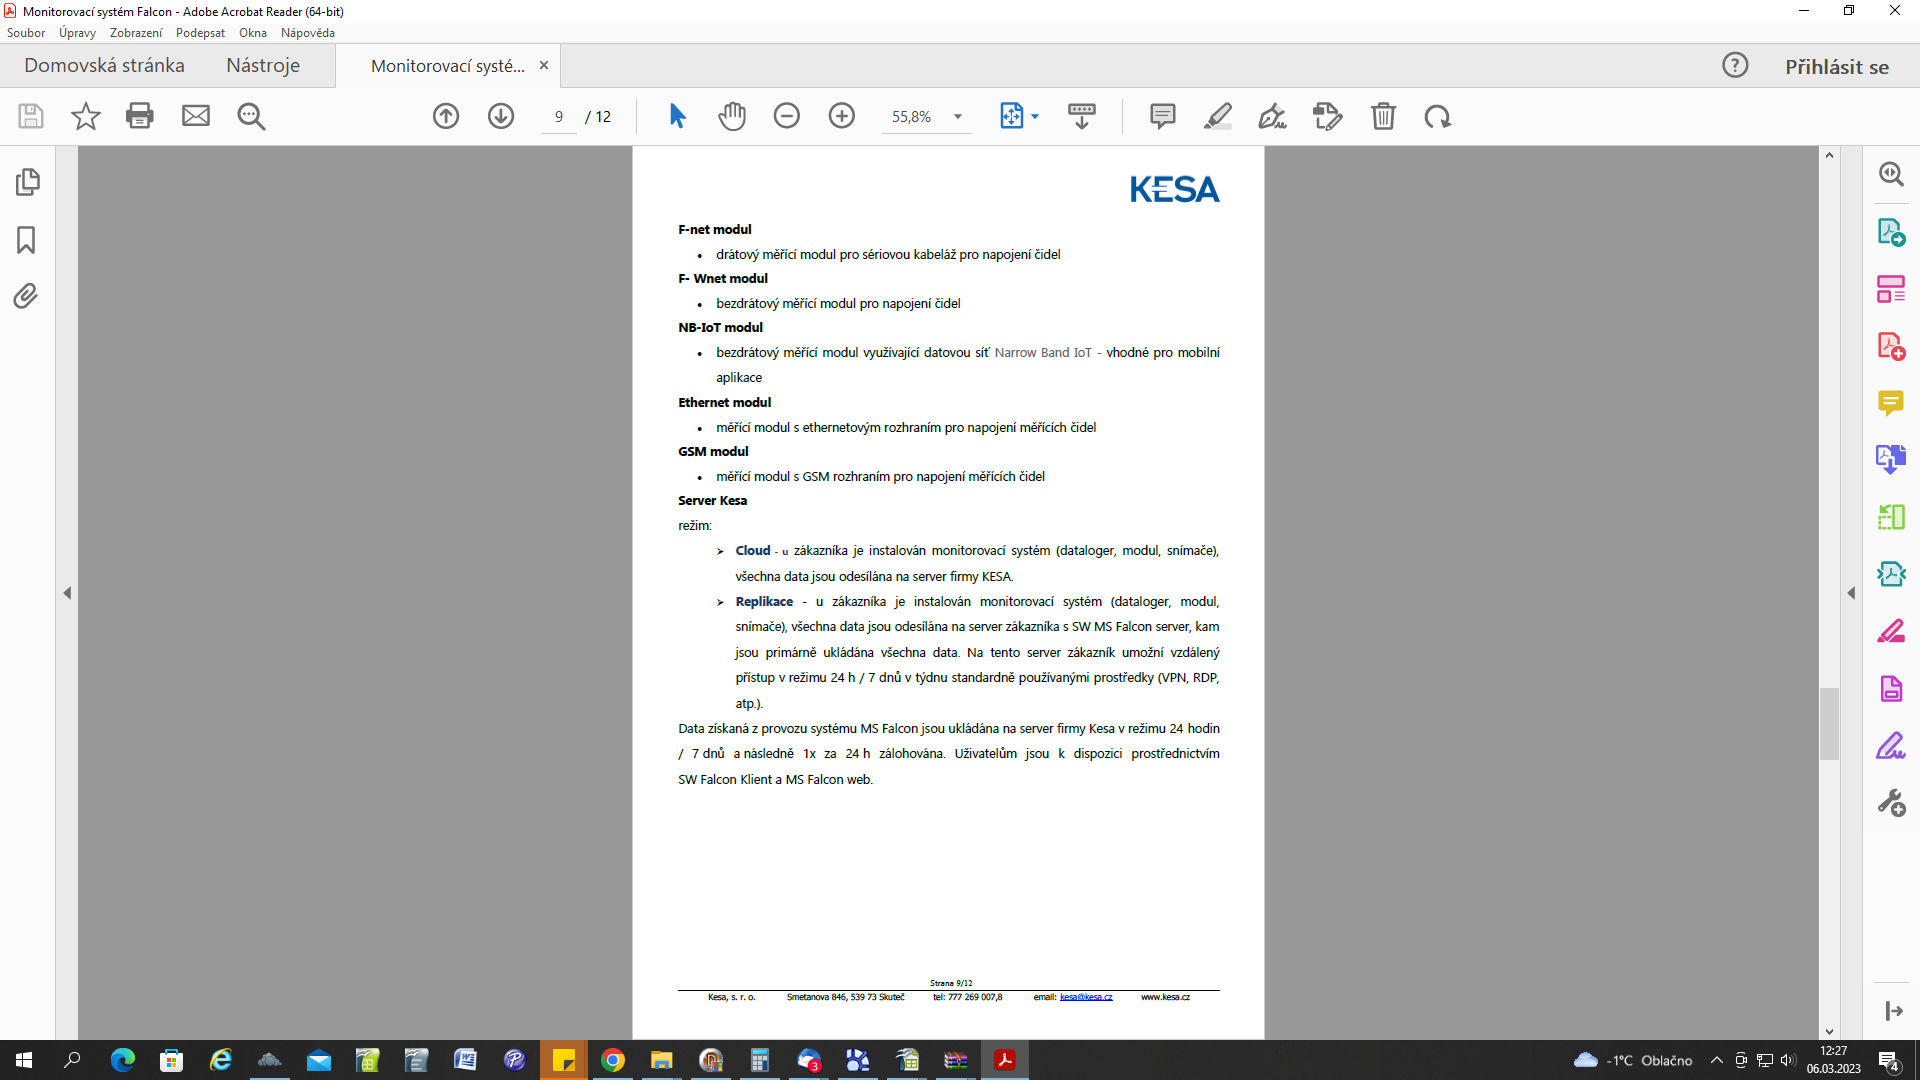 Monitorovací systém Falcon - Adobe Acrobat Reader (64-bit)
Soubor Úpravy Zobrazení Podepsat Okna Nápověda
Domovská stránka Nástroje Monitorovací systé... Přihlásit se
9 / 12 55,8%
KESA
F-net modul
• drátový měřící modul pro sériovou kabeláž pro napojení čidel
F- Wnet modul
• bezdrátový měřící modul pro napojení čidel
NB-IoT modul
• bezdrátový měřící modul využívající datovou síť Narrow Band IoT - vhodné pro mobilní
aplikace
Ethernet modul
• měřící modul s ethernetovým rozhraním pro napojení měřících čidel
GSM modul
• měřící modul s GSM rozhraním pro napojení měřících čidel
Server Kesa
režim:
➢ Cloud - u zákazníka je instalován monitorovací systém (dataloger, modul, snímače),
všechna data jsou odesílána na server firmy KESA.
➢ Replikace - u zákazníka je instalován monitorovací systém (dataloger, modul,
snímače), všechna data jsou odesílána na server zákazníka s SW MS Falcon server, kam
jsou primárně ukládána všechna data. Na tento server zákazník umožní vzdálený
přístup v režimu 24 h / 7 dnů v týdnu standardně používanými prostředky (VPN, RDP,
atp.).
Data získaná z provozu systému MS Falcon jsou ukládána na server firmy Kesa v režimu 24 hodin
/ 7 dnů a následně 1x za 24 h zálohována. Uživatelům jsou k dispozici prostřednictvím
SW Falcon Klient a MS Falcon web.
Strana 9/12
Kesa, s. r. o. Smetanova 846, 539 73 Skuteč tel: 777 269 007,8 email: kesa@kesa.cz www.kesa.cz
3 -1°C Oblačno 12:27
06.03.2023 4